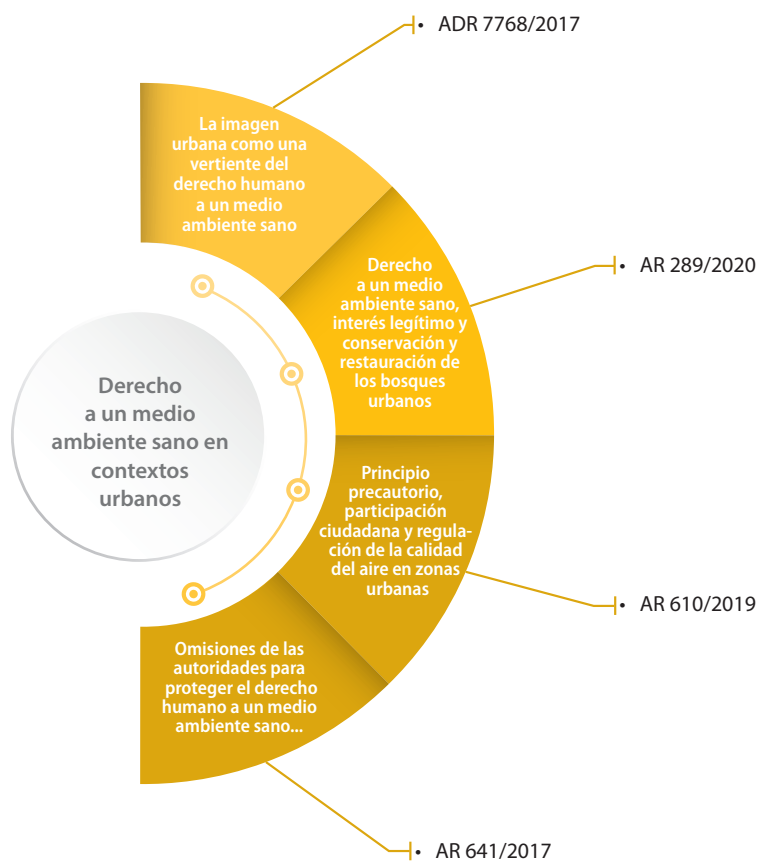 • ADR 7768/2017
La imagen
urbana como una
vertiente del
derecho humano
a un medio
ambiente sano
• AR 289/2020
Derecho
a un medio
ambiente sano,
interés legítimo y
conservación y
restauración de
los bosques
urbanos
Derecho
a un medio
ambiente sano en
contextos
urbanos
Principio
precautorio,
participación
ciudadana y regula-
ción de la calidad
del aire en zonas
urbanas
• AR 610/2019
Omisiones de las
autoridades para
proteger el derecho
humano a un medio
ambiente sano...
• AR 641/2017